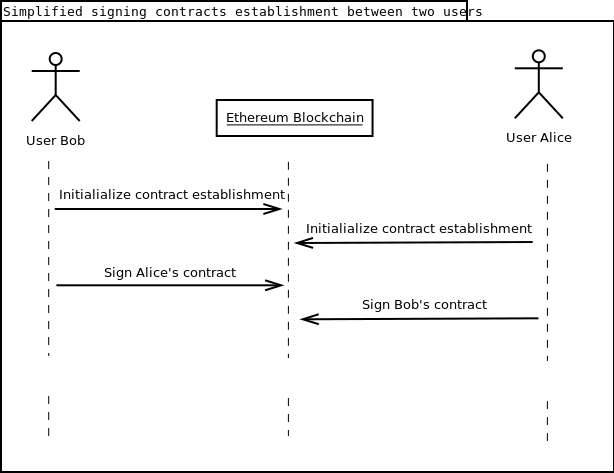 Simplified signing contracts establishment between two users
User Bob
Ethereum Blockchain
User Alice
Initialialize contract establishment
Initialialize contract establishment
Sign Alice's contract
Sign Bob's contract